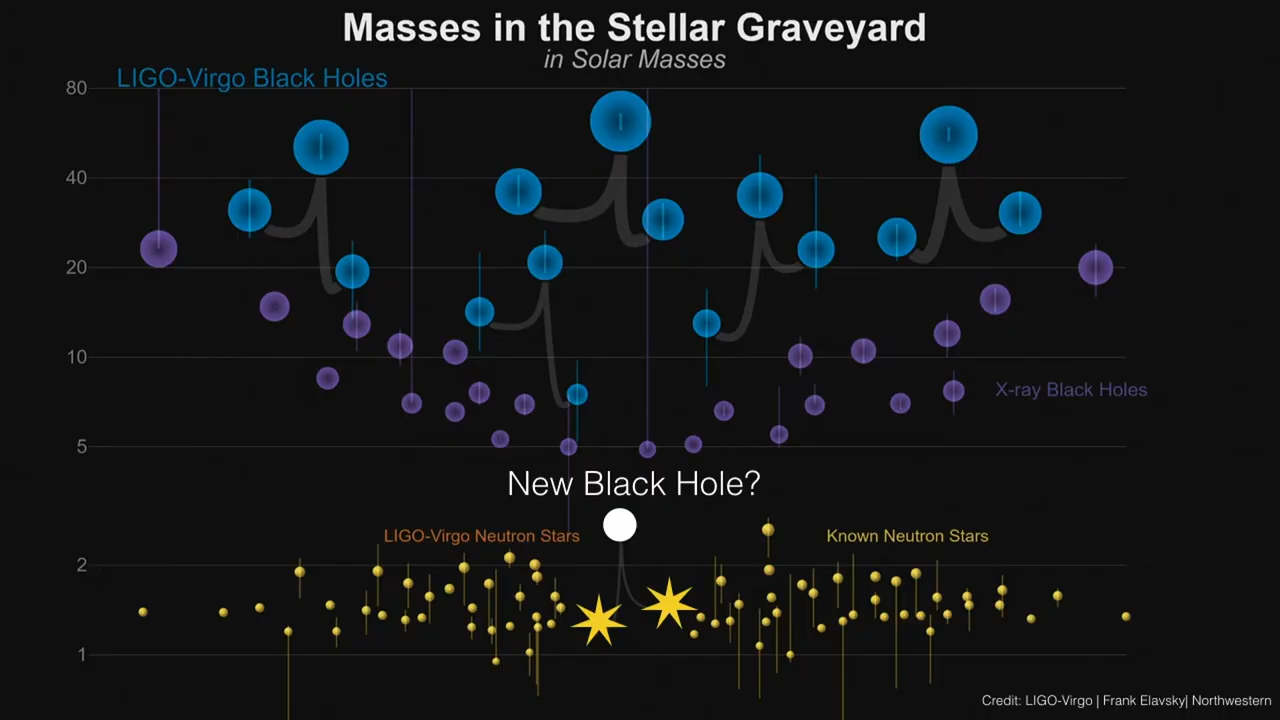 Masses in the Stellar Graveyard
in Solar Masses
LIGO-Virgo Black Holes
80
40
20
10
X-ray Black Holes
5
New Black Hole?
LIGO-Virgo Neutron Stars
Known Neutron Stars
2
1
Credit: LIGO-Virgo | Frank Elavsky| Northwestern